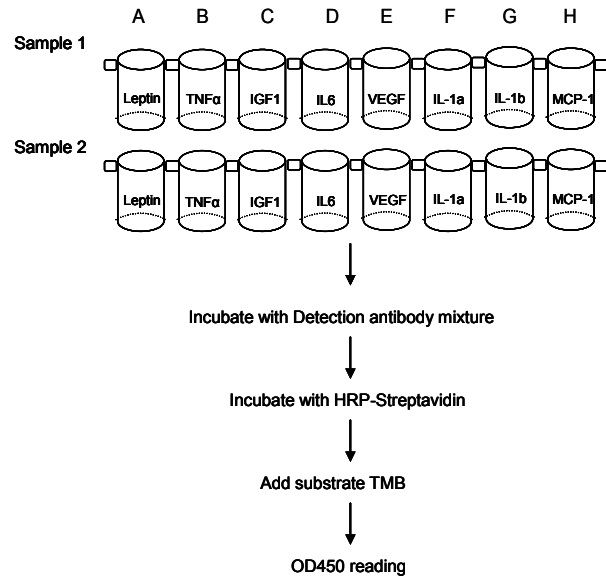 A B C D E F G H
Sample 1
Leptin TNFα IGF1 IL6 VEGF IL-1a IL-1b MCP-1
Sample 2
Leptin TNFα IGF1 IL6 VEGF IL-1a IL-1b MCP-1
Incubate with Detection antibody mixture
Incubate with HRP-Streptavidin
Add substrate TMB
OD450 reading